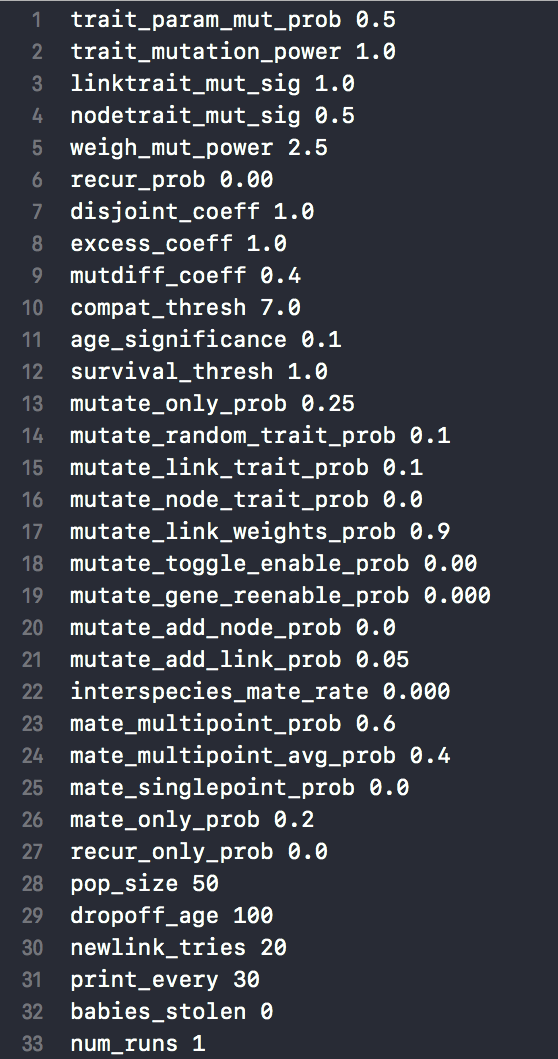 1 trait_param_mut_prob 0.5
2 trait_mutation_power 1.0
3 linktrait_mut_sig 1.0
4 nodetrait_mut_sig 0.5
5 weigh_mut_power 2.5
6 recur_prob 0.00
7 disjoint_coeff 1.0
8 excess_coeff 1.0
9 mutdiff_coeff 0.4
10 compat_thresh 7.0
11 age_significance 0.1
12 survival_thresh 1.0
13 mutate_only_prob 0.25
14 mutate_random_trait_prob 0.1
15 mutate_link_trait_prob 0.1
16 mutate_node_trait_prob 0.0
17 mutate_link_weights_prob 0.9
18 mutate_toggle_enable_prob 0.00
19 mutate_gene_reenable_prob 0.000
20 mutate_add_node_prob 0.0
21 mutate_add_link_prob 0.05
22 interspecies_mate_rate 0.000
23 mate_multipoint_prob 0.6
24 mate_multipoint_avg_prob 0.4
25 mate_singlepoint_prob 0.0
26 mate_only_prob 0.2
27 recur_only_prob 0.0
28 pop_size 50
29 dropoff_age 100
30 newlink_tries 20
31 print_every 30
32 babies_stolen 0
33 num_runs 1